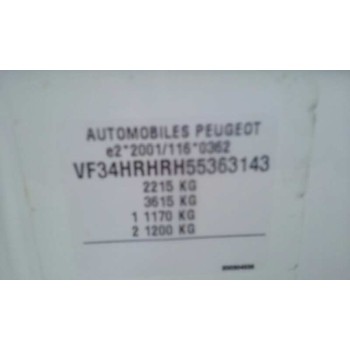 AUTOMOBILES PEUGEOT
e2*2001/116*0362
VF34HRHRH55363143
2215 KG
3615 KG
1 1170 KG
2 1200 KG